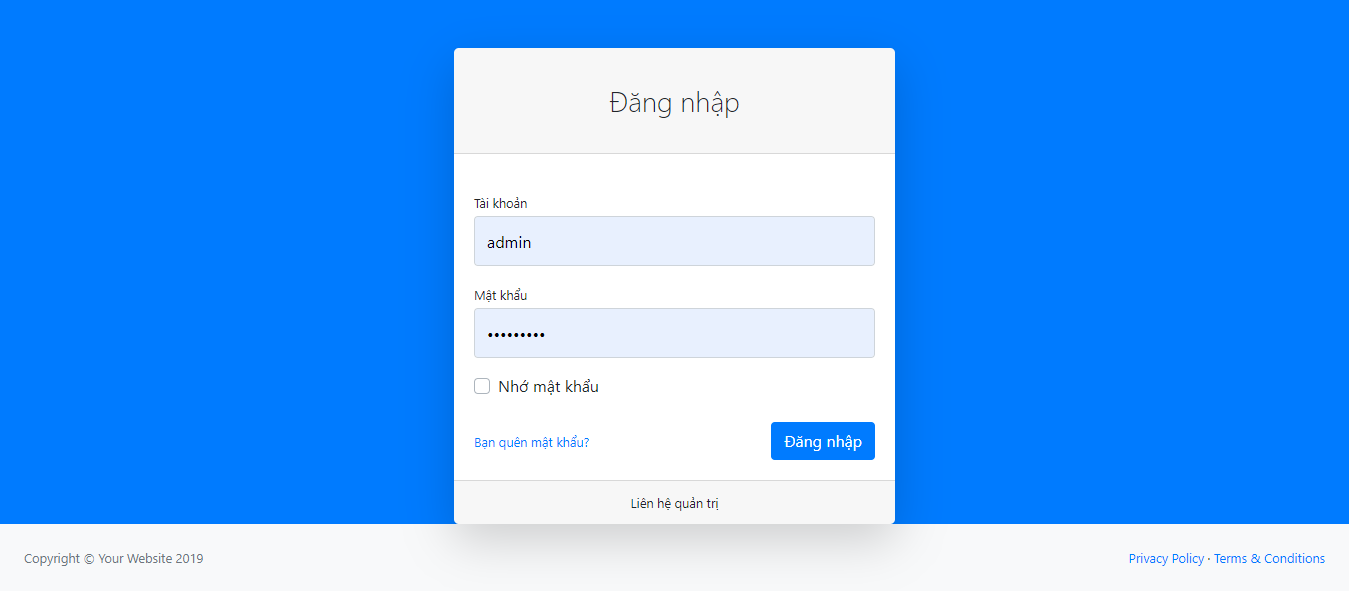 Đăng nhập
Tài khoản
admin
Mật khẩu
•••••••••
Nhớ mật khẩu
Bạn quên mật khẩu? Đăng nhập
Liên hệ quản trị
Copyright © Your Website 2019 Privacy Policy · Terms & Conditions